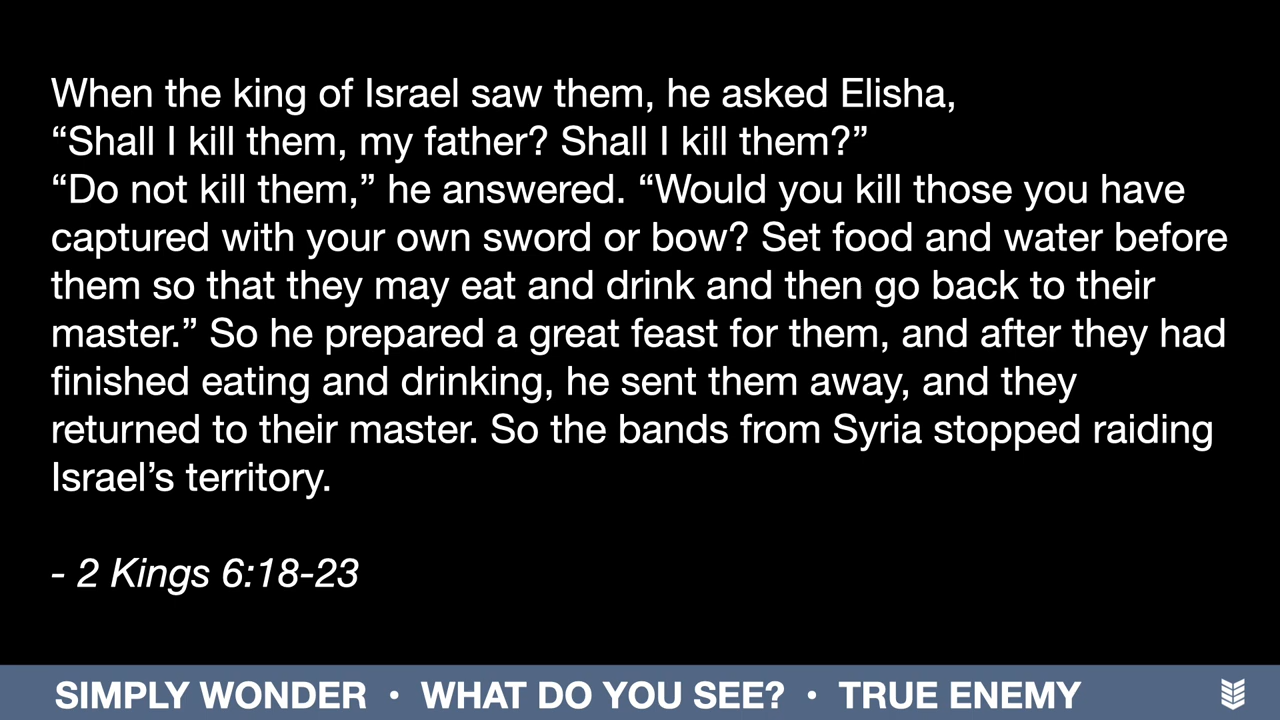 When the king of Israel saw them, he asked Elisha,
“Shall I kill them, my father? Shall I kill them?”
“Do not kill them,” he answered. “Would you kill those you have
captured with your own sword or bow? Set food and water before
them so that they may eat and drink and then go back to their
master.” So he prepared a great feast for them, and after they had
finished eating and drinking, he sent them away, and they
returned to their master. So the bands from Syria stopped raiding
Israel’s territory.
- 2 Kings 6:18-23
SIMPLY WONDER • WHAT DO YOU SEE? • TRUE ENEMY